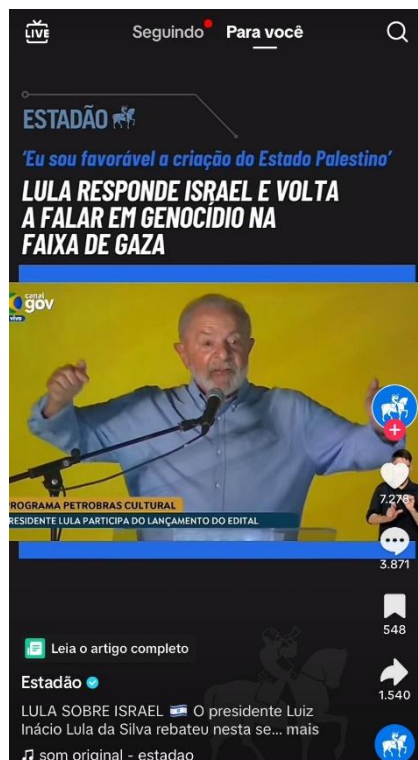 LIVE
Seguindo Para você
ESTADÃO
'Eu sou favorável a criação do Estado Palestino'
LULA RESPONDE ISRAEL E VOLTA
A FALAR EM GENOCÍDIO NA
FAIXA DE GAZA
canal
gov
vivo
7.278
PROGRAMA PETROBRAS CULTURAL
PRESIDENTE LULA PARTICIPA DO LANÇAMENTO DO EDITAL
3.871
548
Leia o artigo completo
Estadão
1.540
LULA SOBRE ISRAEL O presidente Luiz
Inácio Lula da Silva rebateu nesta se... mais
som original - estadao